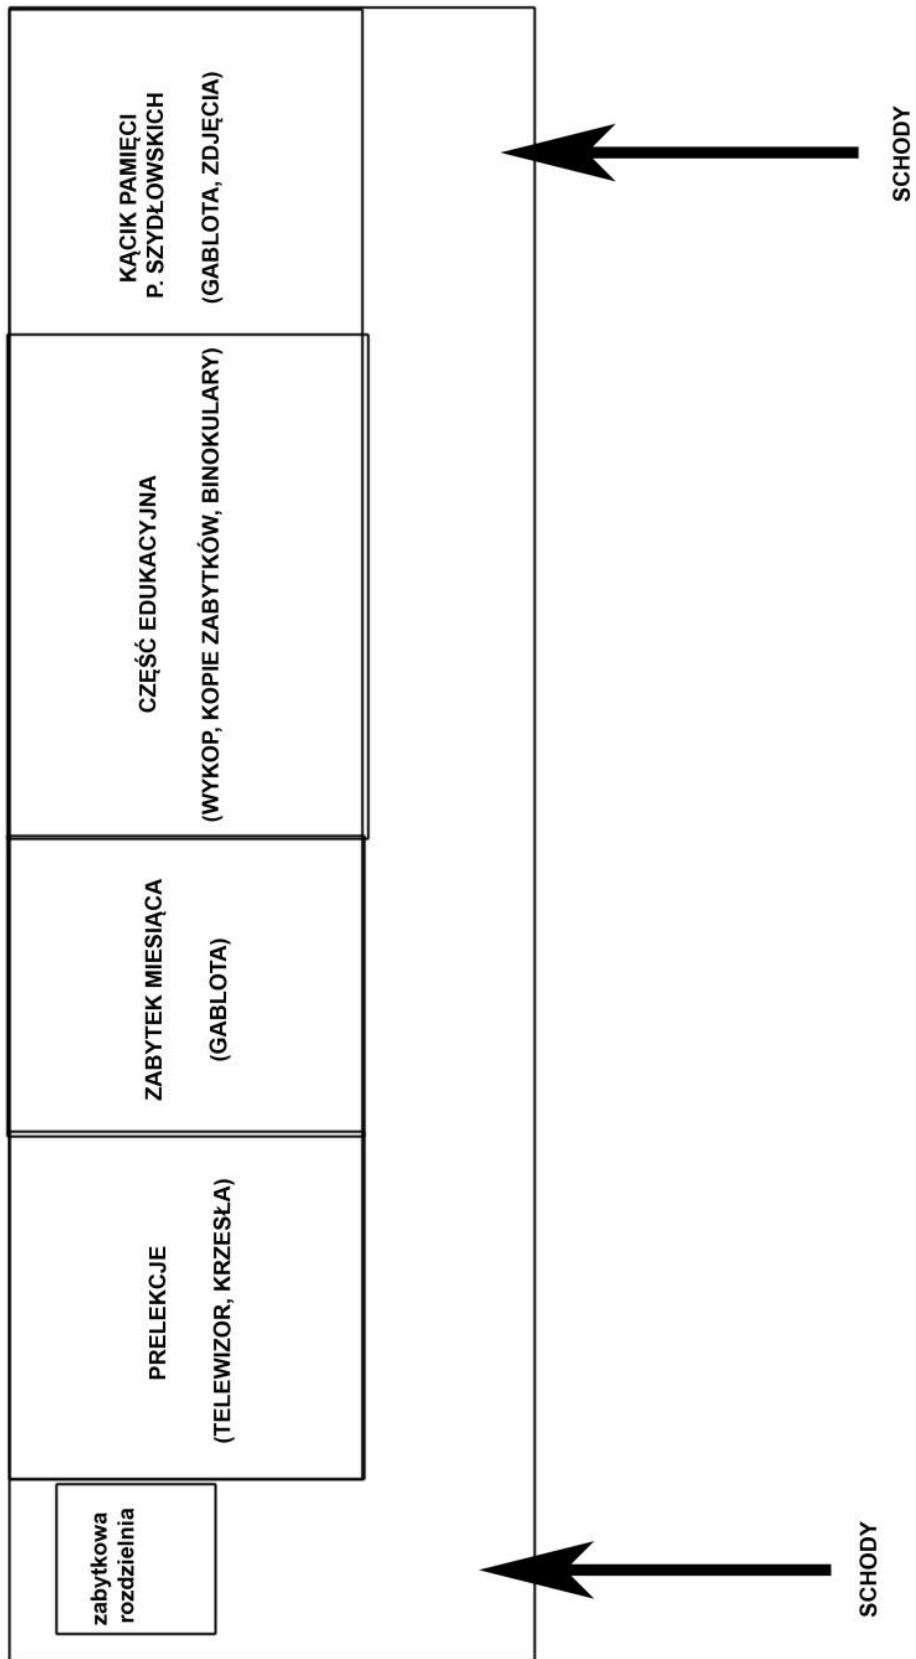 zabytkowa
rozdzielnia
PRELEKCJE
(TELEWIZOR, KRZESŁA)
ZABYTEK MIESIĄCA
(GABLOTA)
CZĘŚĆ EDUKACYJNA
(WYKOP, KOPIE ZABYTKÓW, BINOKULARY)
KĄCIK PAMIĘCI
P. SZYDŁOWSKICH
(GABLOTA, ZDJĘCIA)
SCHODY
SCHODY